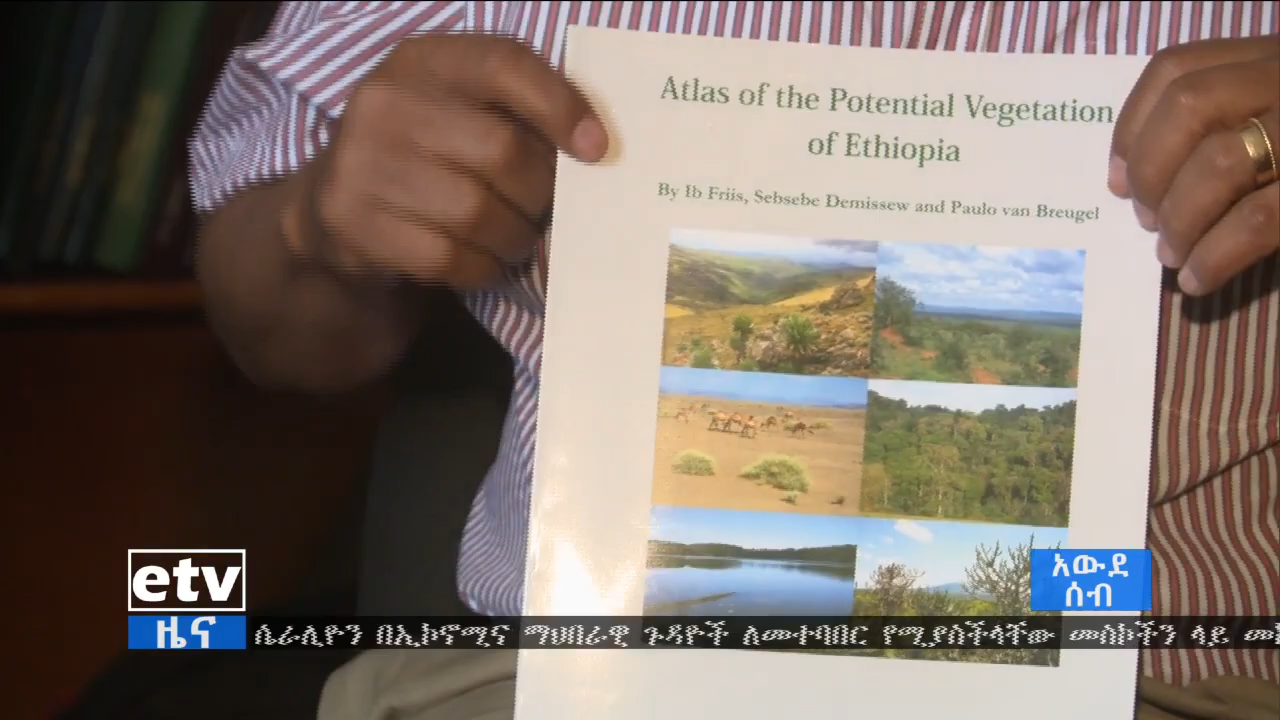 Atlas of the Potential Vegetation
of Ethiopia
By Ib Friis, Sebsebe Demissew and Paulo van Breugel
etv
ዜና
አውደ
ሰብ
ሴራሊዮን በኢኮኖሚና ማህበራዊ ጉዳዮች ለመተባበር የሚያስችላቸው መስኮችን ላይ